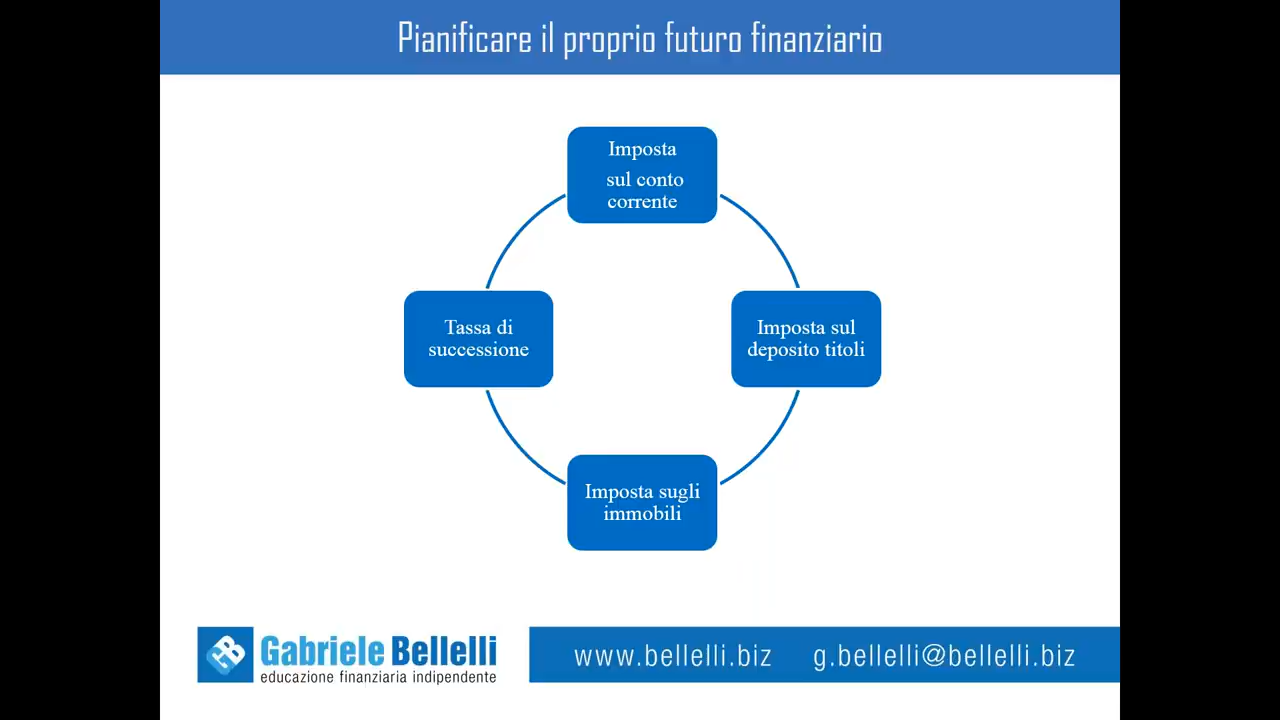 Pianificare il proprio futuro finanziario
Imposta
sul conto
corrente
Tassa di
successione
Imposta sul
deposito titoli
Imposta sugli
immobili
Gabriele Bellelli
educazione finanziaria indipendente
www.bellelli.biz g.bellelli@bellelli.biz